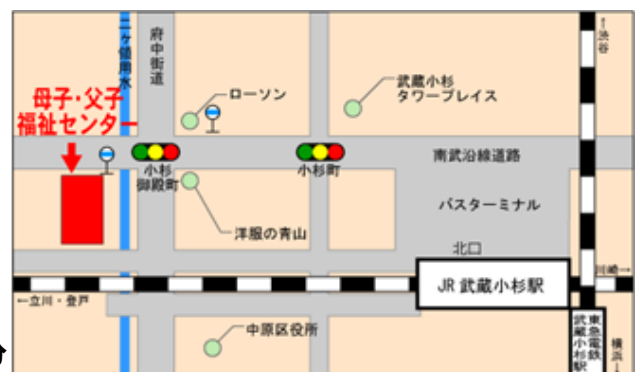 二ヶ領用水
府中街道
↑渋谷
母子・父子
福祉センター
ローソン
武蔵小杉
タワープレイス
南武沿線道路
小杉
御殿町
小杉町
洋服の青山
バスターミナル
北口
JR 武蔵小杉駅
川崎→
←立川・登戸
中原区役所
東急電鉄
武蔵小杉駅
横浜↓